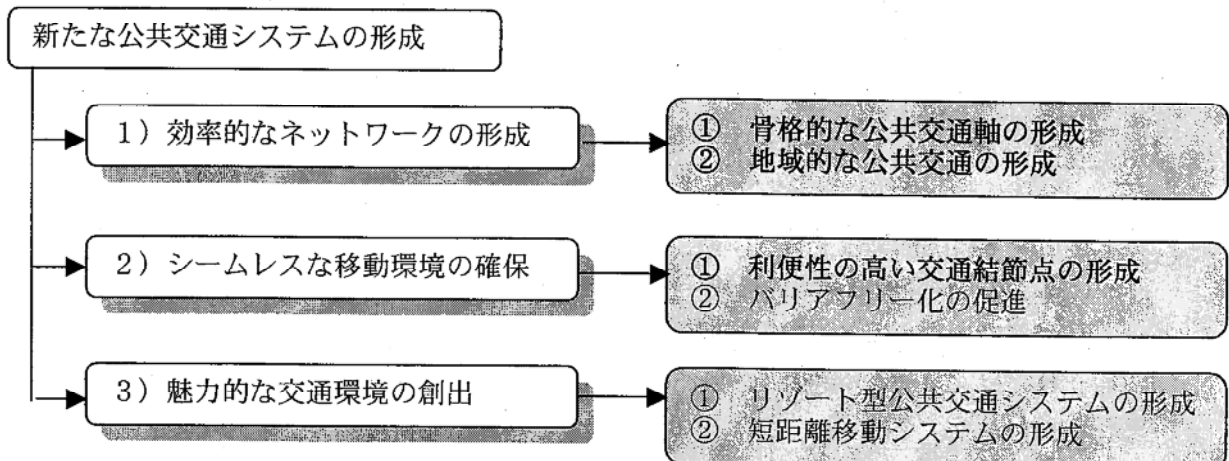 新たな公共交通システムの形成
1）効率的なネットワークの形成
① 骨格的な公共交通軸の形成
② 地域的な公共交通の形成
2）シームレスな移動環境の確保
① 利便性の高い交通結節点の形成
② バリアフリー化の促進
3）魅力的な交通環境の創出
① リゾート型公共交通システムの形成
② 短距離移動システムの形成